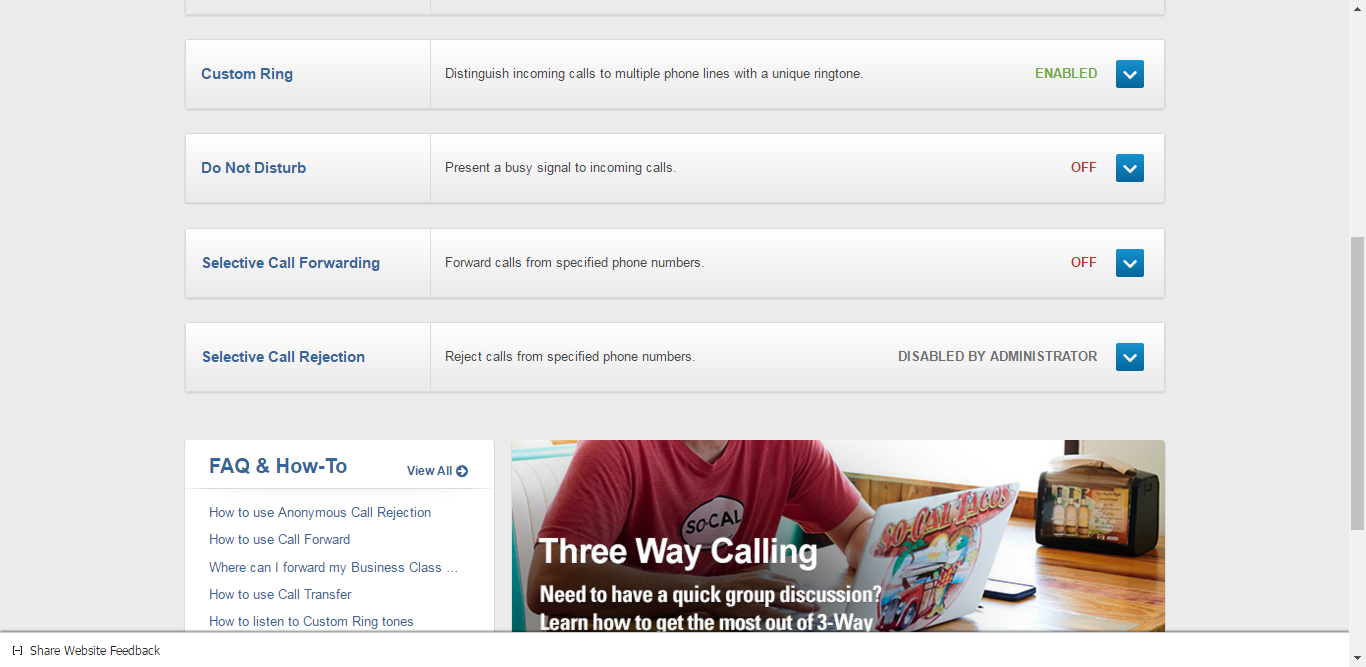 Custom Ring
Distinguish incoming calls to multiple phone lines with a unique ringtone.
ENABLED
Do Not Disturb
Present a busy signal to incoming calls.
OFF
Selective Call Forwarding
Forward calls from specified phone numbers.
OFF
Selective Call Rejection
Reject calls from specified phone numbers.
DISABLED BY ADMINISTRATOR
FAQ & How-To
View All
How to use Anonymous Call Rejection
How to use Call Forward
Where can I forward my Business Class ...
How to use Call Transfer
How to listen to Custom Ring tones
SO-CAL
SO-CAL TACOS
Three Way Calling
Need to have a quick group discussion?
Learn how to get the most out of 3-Way
[-] Share Website Feedback